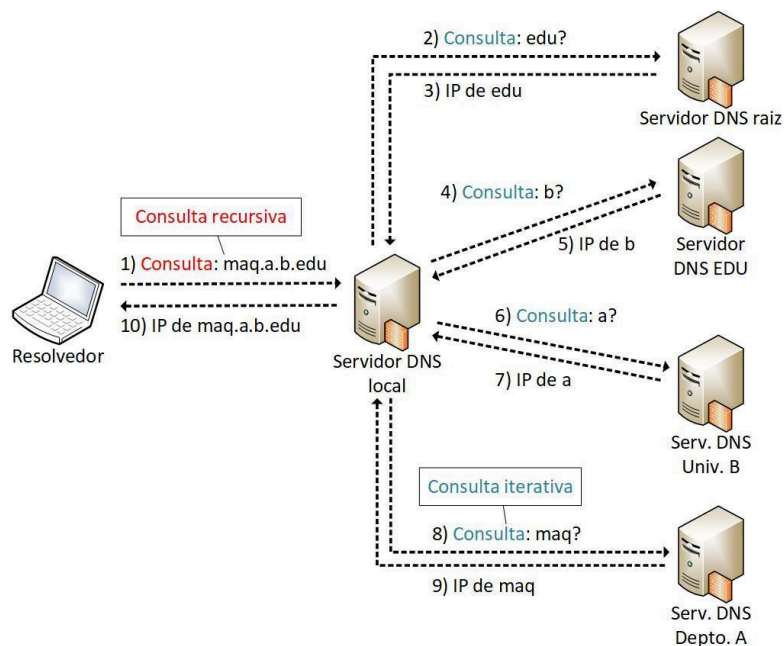 2) Consulta: edu?
3) IP de edu
Servidor DNS raiz
4) Consulta: b?
5) IP de b
Servidor
DNS EDU
Consulta recursiva
1) Consulta: maq.a.b.edu
10) IP de maq.a.b.edu
Resolvedor
Servidor DNS
local
6) Consulta: a?
7) IP de a
Serv. DNS
Univ. B
Consulta iterativa
8) Consulta: maq?
9) IP de maq
Serv. DNS
Depto. A